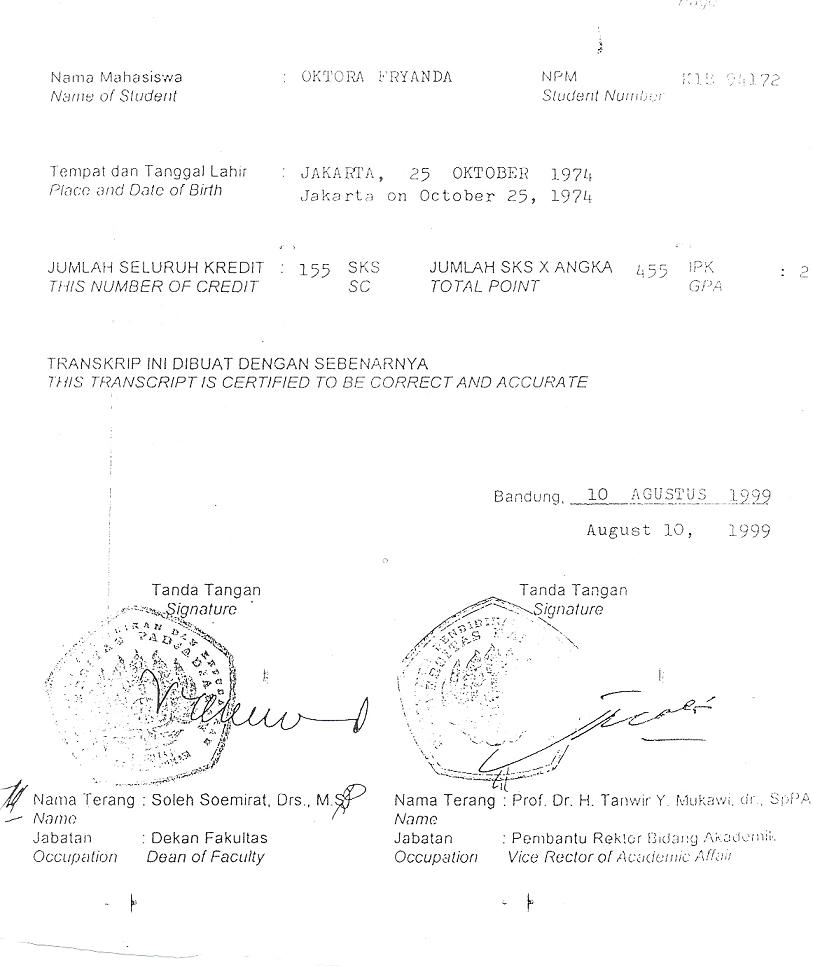 Page
Nama Mahasiswa : OKTORA FRYANDA NPM K1B 94172
Name of Student Student Number
Tempat dan Tanggal Lahir : JAKARTA, 25 OKTOBER 1974
Place and Date of Birth Jakarta on October 25, 1974
JUMLAH SELURUH KREDIT : 155 SKS JUMLAH SKS X ANGKA 455 IPK : 2
THIS NUMBER OF CREDIT SC TOTAL POINT GPA
TRANSKRIP INI DIBUAT DENGAN SEBENARNYA
THIS TRANSCRIPT IS CERTIFIED TO BE CORRECT AND ACCURATE
Bandung, 10 AGUSTUS 1999
August 10, 1999
Tanda Tangan Tanda Tangan
Signature Signature
PADJADJARAN
Nama Terang : Soleh Soemirat, Drs., M.S. Nama Terang : Prof. Dr. H. Tanwir Y. Mukawi, dr., SpPA
Name Name
Jabatan : Dekan Fakultas Jabatan : Pembantu Rektor Bidang Akademik
Occupation Dean of Faculty Occupation Vice Rector of Academic Affair